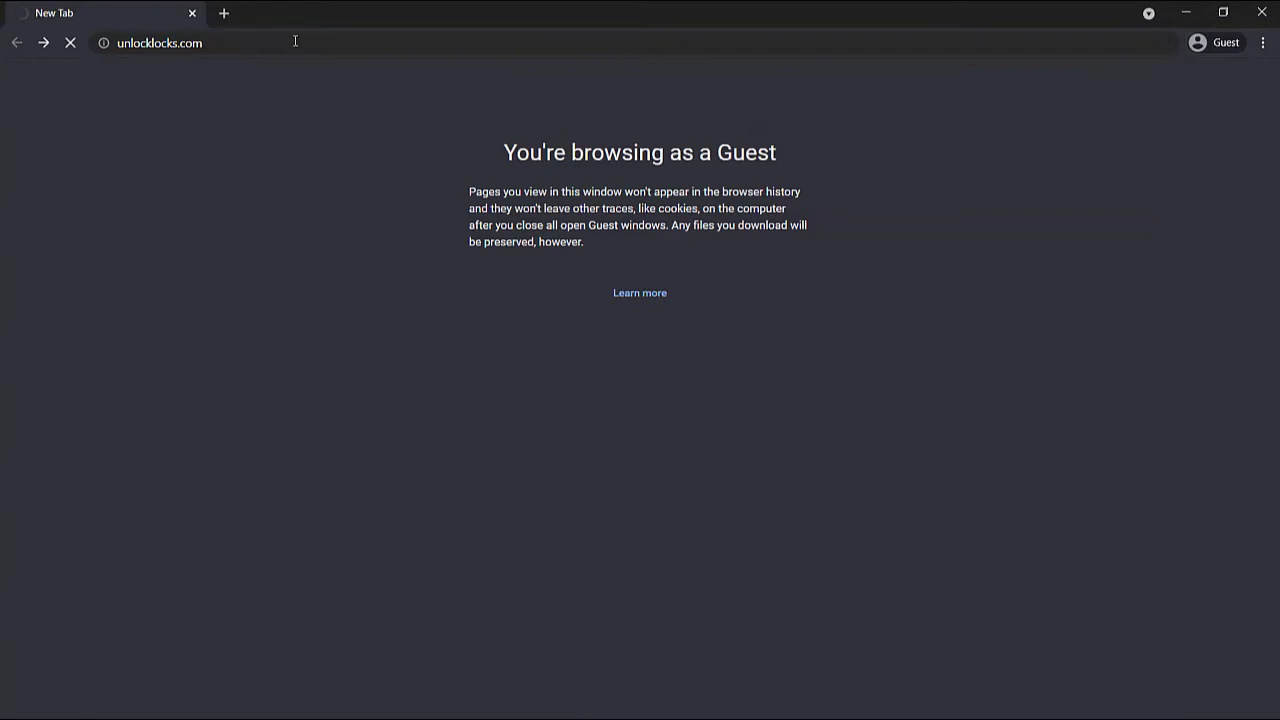 New Tab
unlocklocks.com
Guest
You're browsing as a Guest
Pages you view in this window won't appear in the browser history
and they won't leave other traces, like cookies, on the computer
after you close all open Guest windows. Any files you download will
be preserved, however.
Learn more